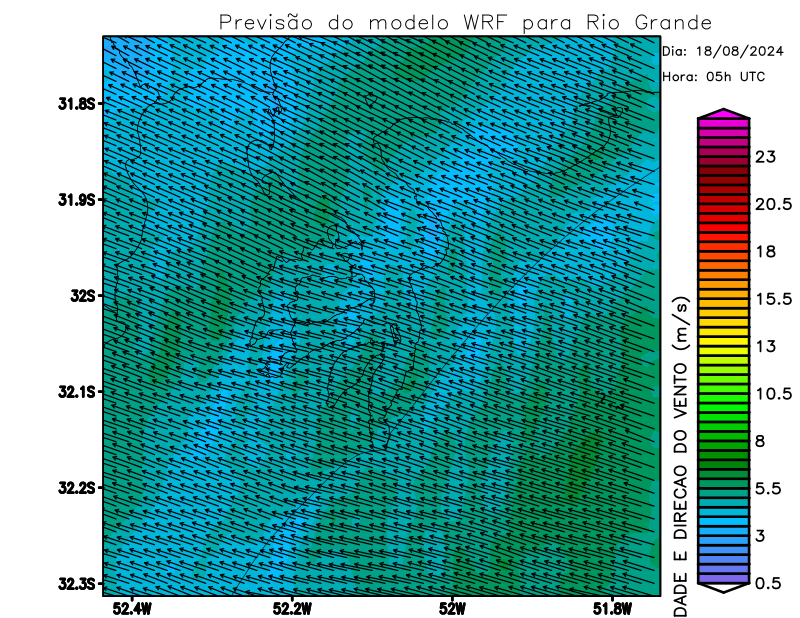 Previsão do modelo WRF para Rio Grande
Dia: 18/08/2024
Hora: 05h UTC
31.8S
31.9S
32S
32.1S
32.2S
32.3S
52.4W
52.2W
52W
51.8W
23
20.5
18
15.5
13
10.5
8
5.5
3
0.5
DADE E DIRECAO DO VENTO (m/s)